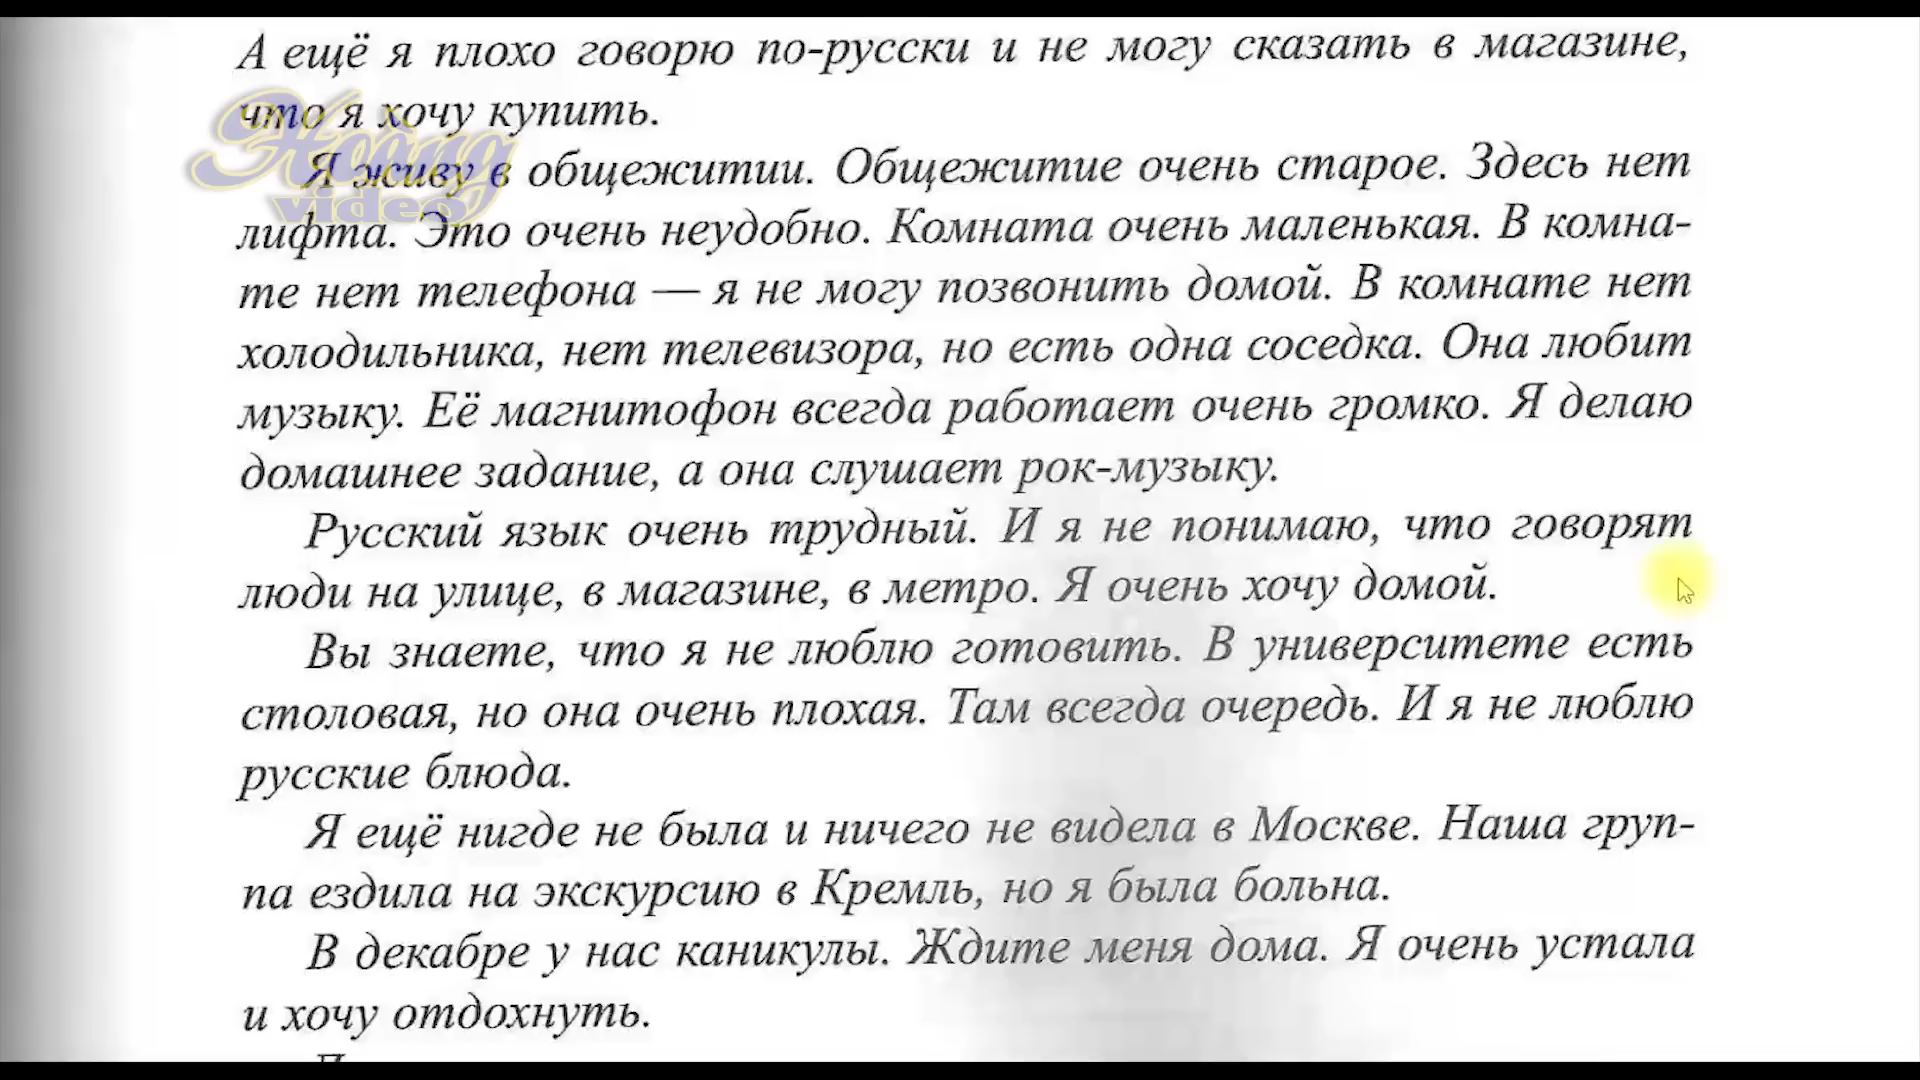 А ещё я плохо говорю по-русски и не могу сказать в магазине,
что я хочу купить.
Hoàng
video
Я живу в общежитии. Общежитие очень старое. Здесь нет
лифта. Это очень неудобно. Комната очень маленькая. В комна-
те нет телефона — я не могу позвонить домой. В комнате нет
холодильника, нет телевизора, но есть одна соседка. Она любит
музыку. Её магнитофон всегда работает очень громко. Я делаю
домашнее задание, а она слушает рок-музыку.
Русский язык очень трудный. И я не понимаю, что говорят
люди на улице, в магазине, в метро. Я очень хочу домой.
Вы знаете, что я не люблю готовить. В университете есть
столовая, но она очень плохая. Там всегда очередь. И я не люблю
русские блюда.
Я ещё нигде не была и ничего не видела в Москве. Наша груп-
па ездила на экскурсию в Кремль, но я была больна.
В декабре у нас каникулы. Ждите меня дома. Я очень устала
и хочу отдохнуть.